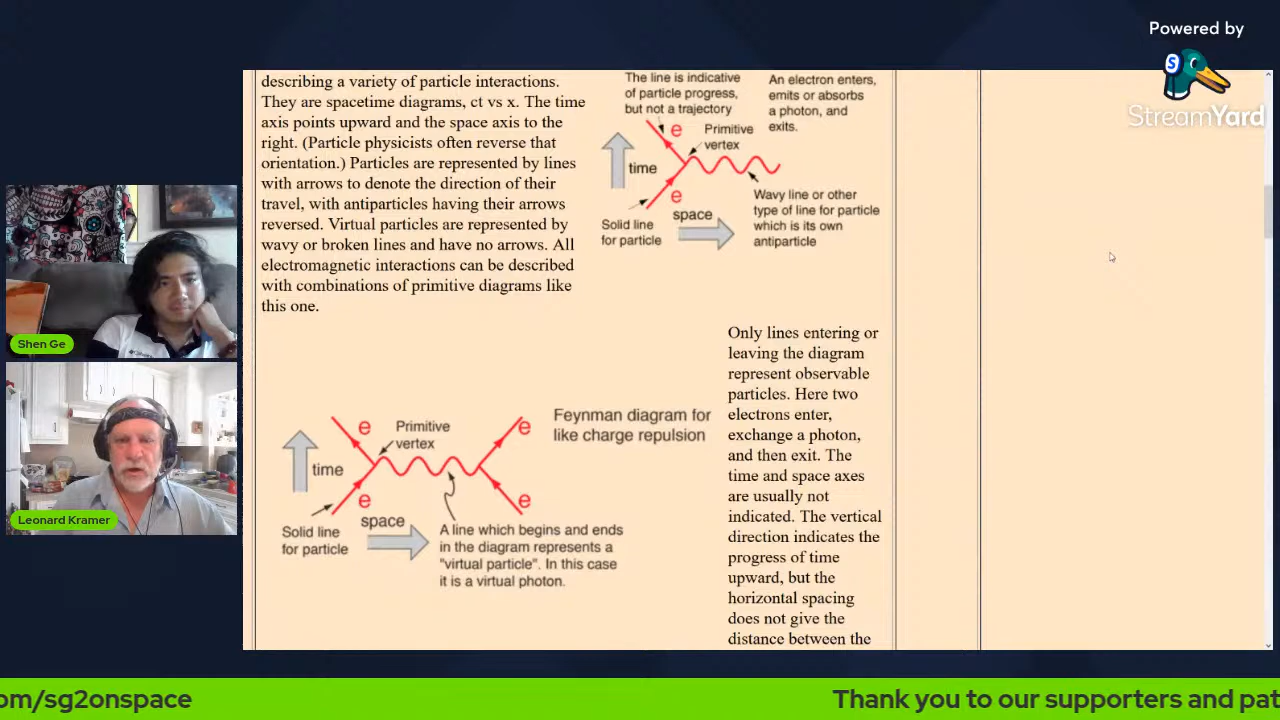 Powered by
S
StreamYard
describing a variety of particle interactions.
They are spacetime diagrams, ct vs x. The time
axis points upward and the space axis to the
right. (Particle physicists often reverse that
orientation.) Particles are represented by lines
with arrows to denote the direction of their
travel, with antiparticles having their arrows
reversed. Virtual particles are represented by
wavy or broken lines and have no arrows. All
electromagnetic interactions can be described
with combinations of primitive diagrams like
this one.
The line is indicative
of particle progress,
but not a trajectory
An electron enters,
emits or absorbs
a photon, and
exits.
e
Primitive
vertex
time
e
space
Solid line
for particle
Wavy line or other
type of line for particle
which is its own
antiparticle
Shen Ge
Leonard Kramer
e
Primitive
vertex
e
Feynman diagram for
like charge repulsion
time
e
e
space
Solid line
for particle
A line which begins and ends
in the diagram represents a
"virtual particle". In this case
it is a virtual photon.
Only lines entering or
leaving the diagram
represent observable
particles. Here two
electrons enter,
exchange a photon,
and then exit. The
time and space axes
are usually not
indicated. The vertical
direction indicates the
progress of time
upward, but the
horizontal spacing
does not give the
distance between the
om/sg2onspace
Thank you to our supporters and pat